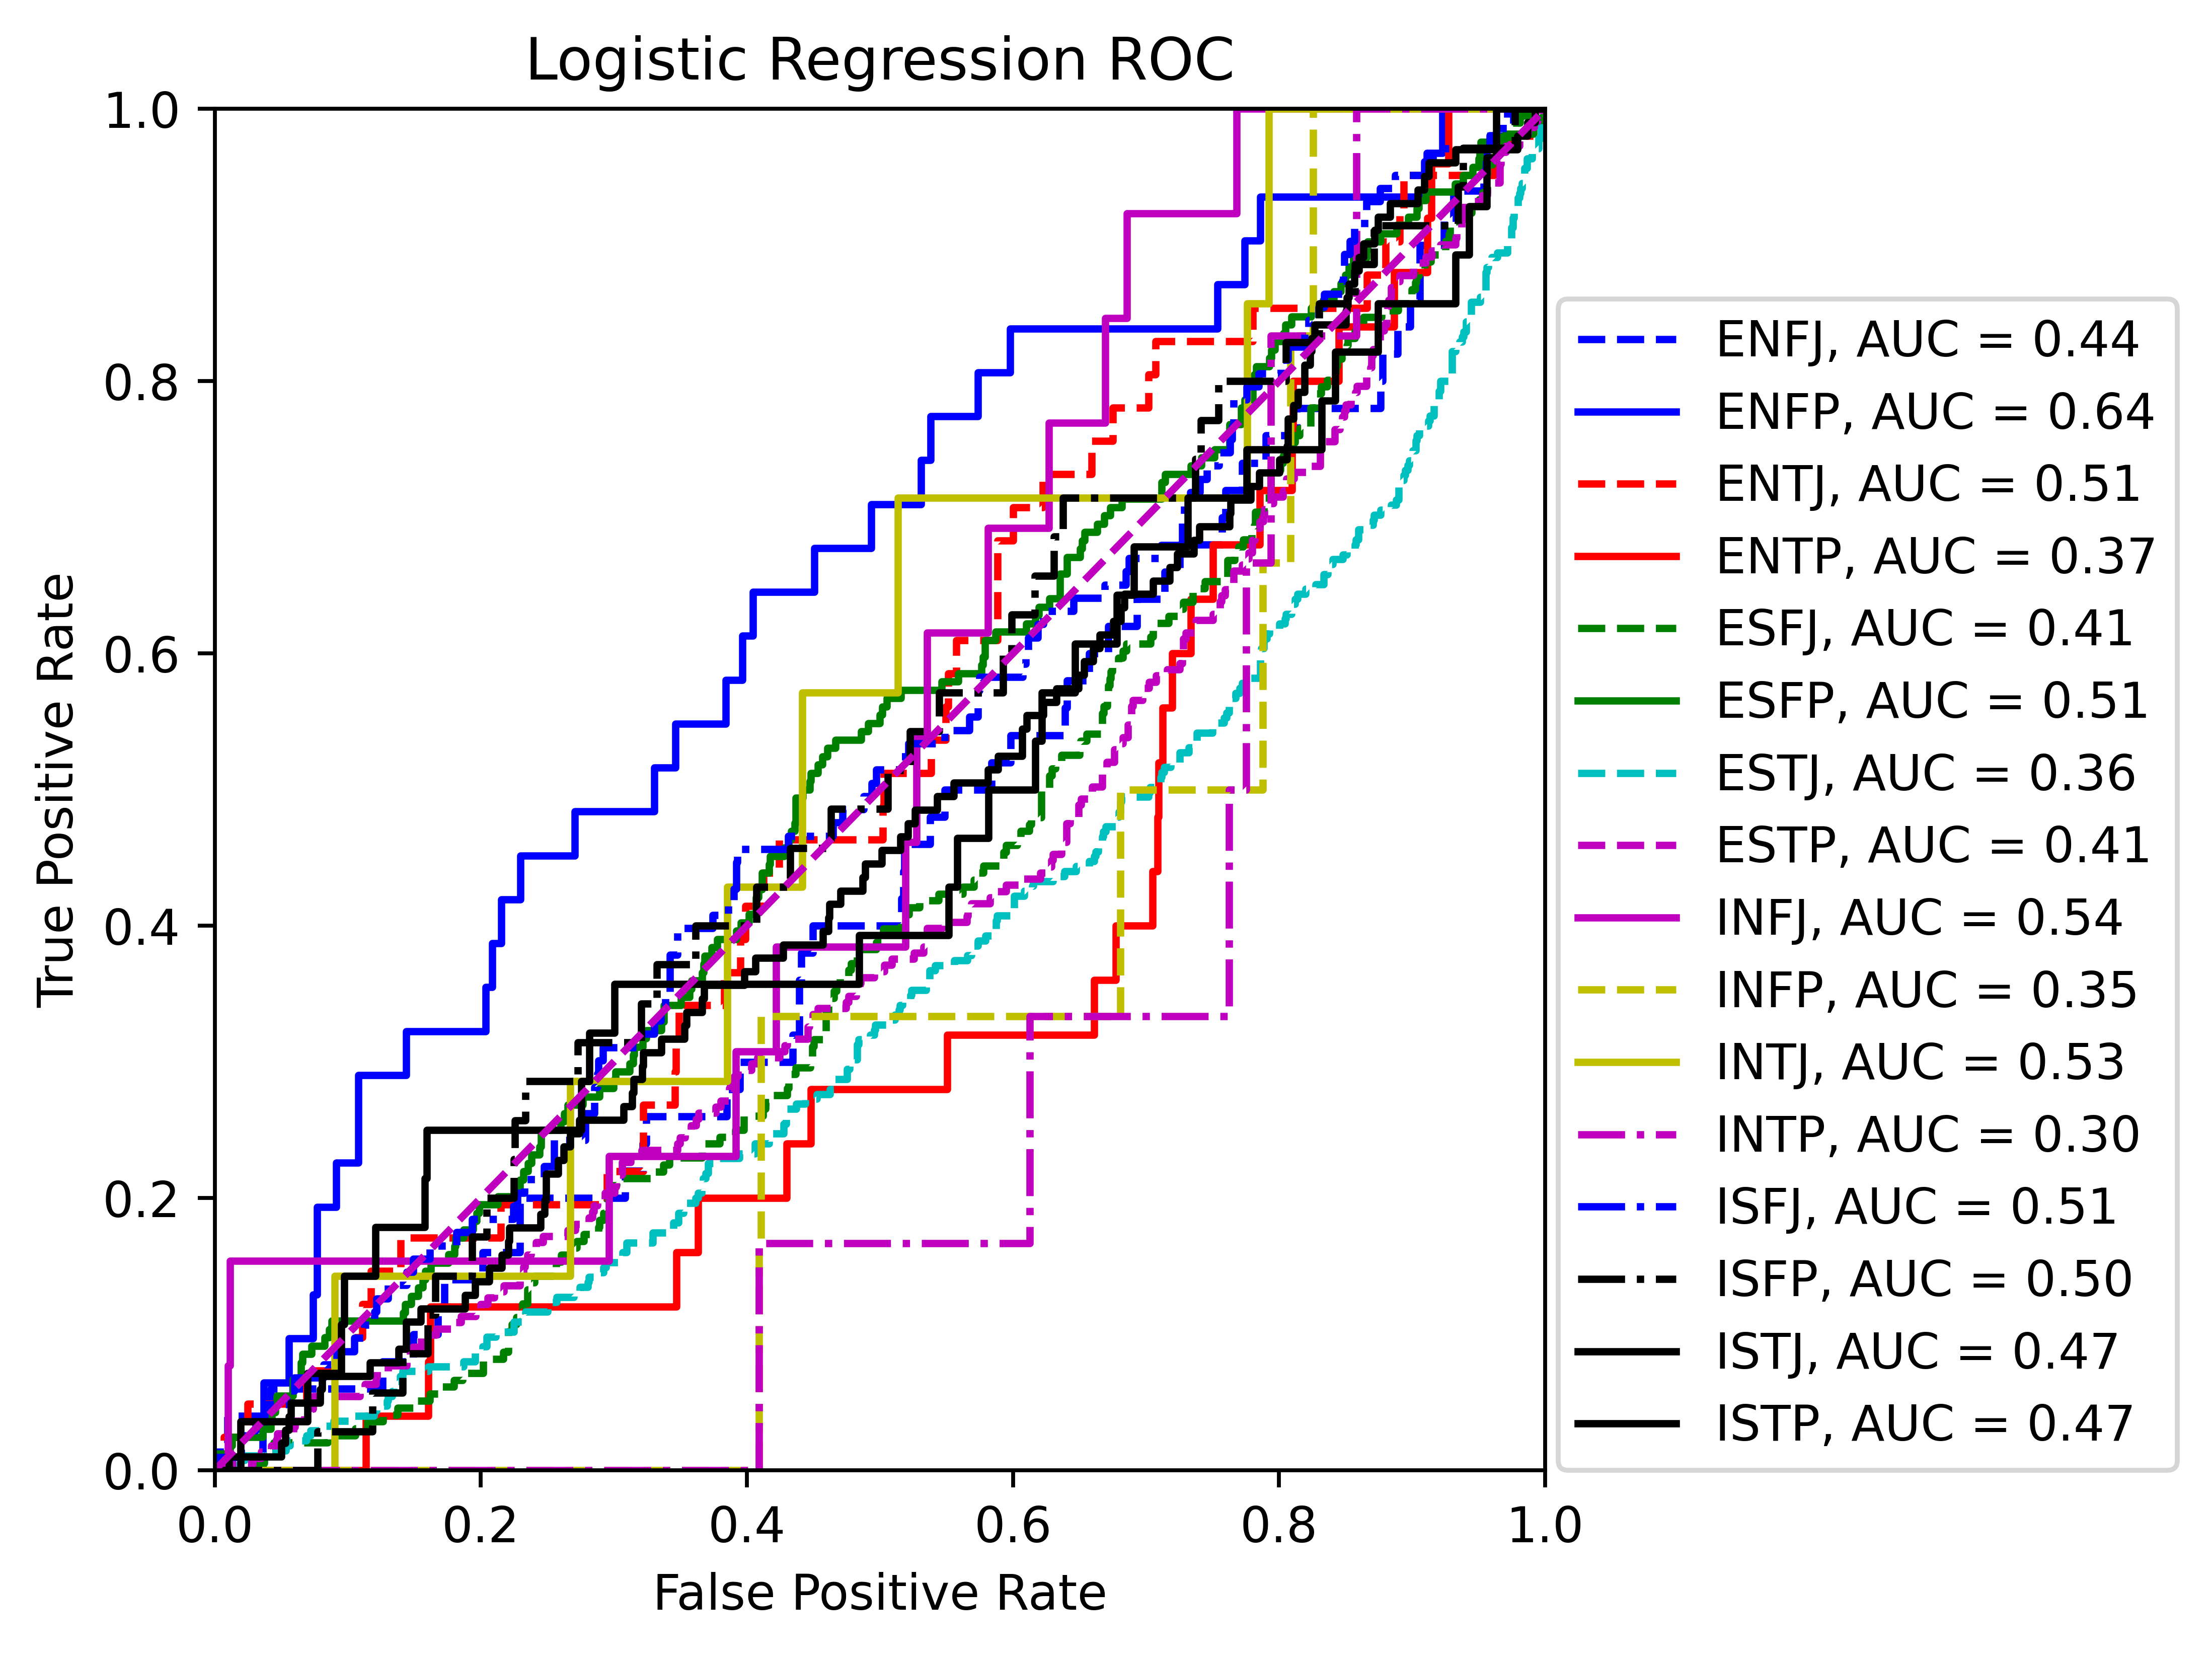 Logistic Regression ROC
True Positive Rate
1.0
0.8
0.6
0.4
0.2
0.0
0.0 0.2 0.4 0.6 0.8 1.0
False Positive Rate
ENFJ, AUC = 0.44
ENFP, AUC = 0.64
ENTJ, AUC = 0.51
ENTP, AUC = 0.37
ESFJ, AUC = 0.41
ESFP, AUC = 0.51
ESTJ, AUC = 0.36
ESTP, AUC = 0.41
INFJ, AUC = 0.54
INFP, AUC = 0.35
INTJ, AUC = 0.53
INTP, AUC = 0.30
ISFJ, AUC = 0.51
ISFP, AUC = 0.50
ISTJ, AUC = 0.47
ISTP, AUC = 0.47